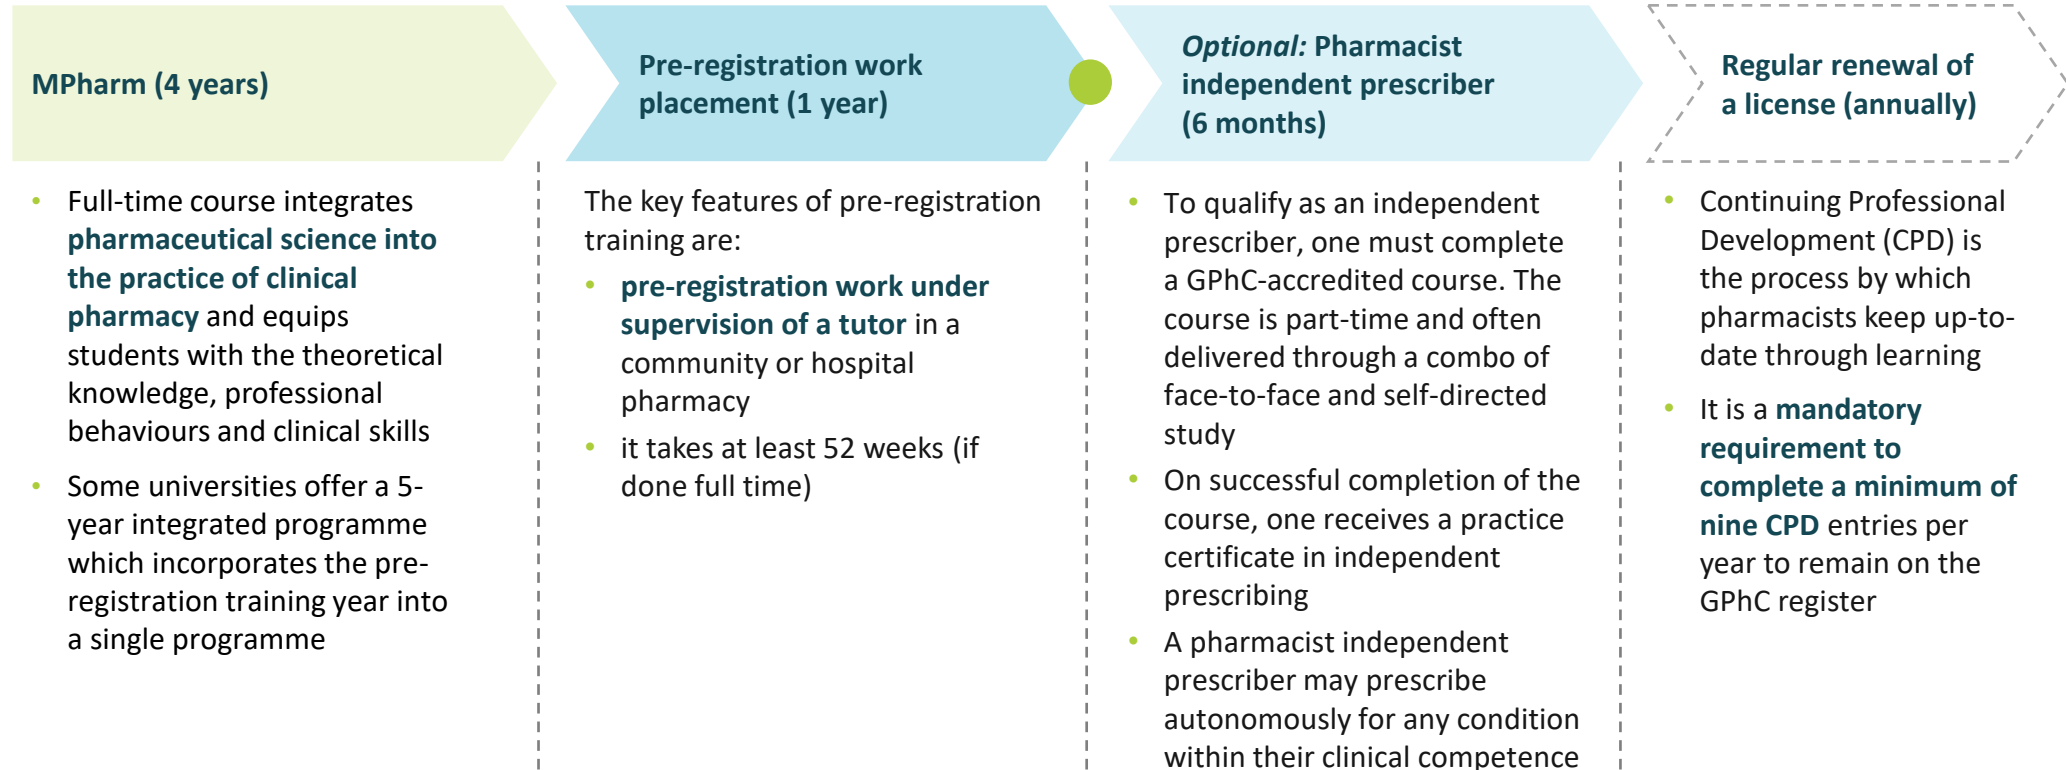 MPharm (4 years)
• Full-time course integrates
pharmaceutical science into
the practice of clinical
pharmacy and equips
students with the theoretical
knowledge, professional
behaviours and clinical skills
• Some universities offer a 5-
year integrated programme
which incorporates the pre-
registration training year into
a single programme
Pre-registration work
placement (1 year)
The key features of pre-registration
training are:
• pre-registration work under
supervision of a tutor in a
community or hospital
pharmacy
• it takes at least 52 weeks (if
done full time)
Optional: Pharmacist
independent prescriber
(6 months)
• To qualify as an independent
prescriber, one must complete
a GPhC-accredited course. The
course is part-time and often
delivered through a combo of
face-to-face and self-directed
study
• On successful completion of the
course, one receives a practice
certificate in independent
prescribing
• A pharmacist independent
prescriber may prescribe
autonomously for any condition
within their clinical competence
Regular renewal of
a license (annually)
• Continuing Professional
Development (CPD) is
the process by which
pharmacists keep up-to-
date through learning
• It is a mandatory
requirement to
complete a minimum of
nine CPD entries per
year to remain on the
GPhC register